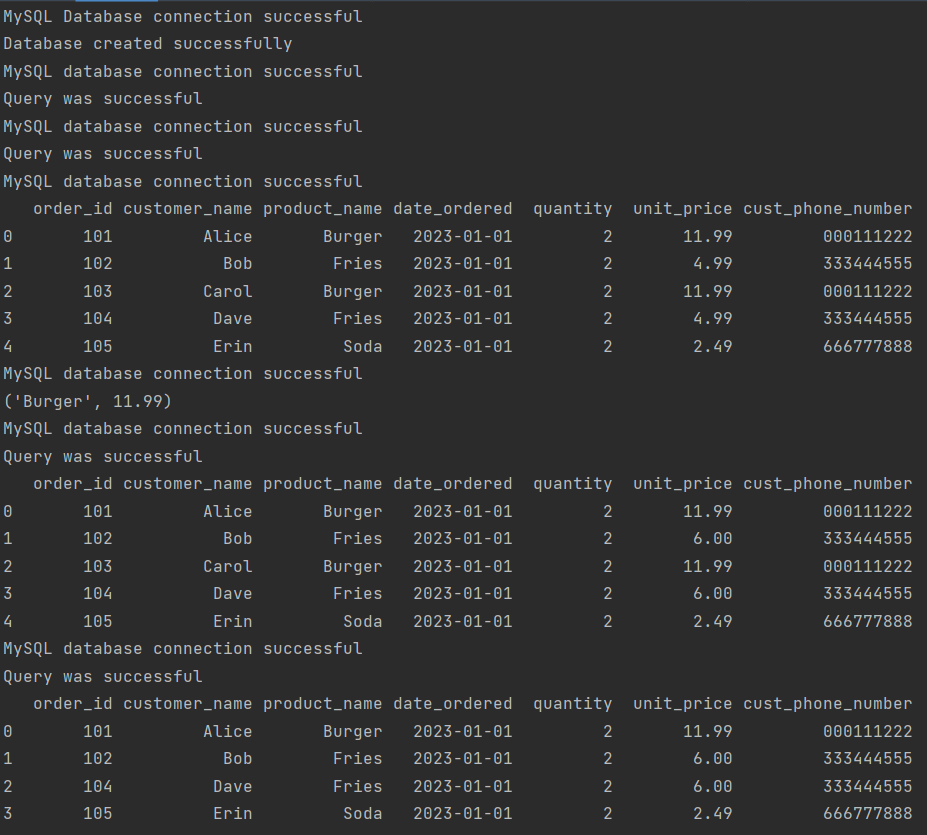 MySQL Database connection successful
Database created successfully
MySQL database connection successful
Query was successful
MySQL database connection successful
Query was successful
MySQL database connection successful
   order_id customer_name product_name date_ordered  quantity  unit_price cust_phone_number
0       101         Alice       Burger   2023-01-01         2       11.99         000111222
1       102           Bob        Fries   2023-01-01         2        4.99         333444555
2       103         Carol       Burger   2023-01-01         2       11.99         000111222
3       104          Dave        Fries   2023-01-01         2        4.99         333444555
4       105          Erin         Soda   2023-01-01         2        2.49         666777888
MySQL database connection successful
('Burger', 11.99)
MySQL database connection successful
Query was successful
   order_id customer_name product_name date_ordered  quantity  unit_price cust_phone_number
0       101         Alice       Burger   2023-01-01         2       11.99         000111222
1       102           Bob        Fries   2023-01-01         2        6.00         333444555
2       103         Carol       Burger   2023-01-01         2       11.99         000111222
3       104          Dave        Fries   2023-01-01         2        6.00         333444555
4       105          Erin         Soda   2023-01-01         2        2.49         666777888
MySQL database connection successful
Query was successful
   order_id customer_name product_name date_ordered  quantity  unit_price cust_phone_number
0       101         Alice       Burger   2023-01-01         2       11.99         000111222
1       102           Bob        Fries   2023-01-01         2        6.00         333444555
2       104          Dave        Fries   2023-01-01         2        6.00         333444555
3       105          Erin         Soda   2023-01-01         2        2.49         666777888